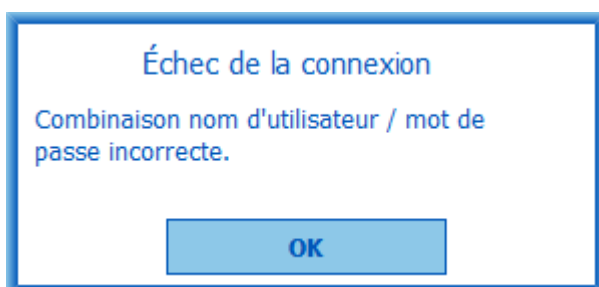 Échec de la connexion
Combinaison nom d'utilisateur / mot de
passe incorrecte.
OK